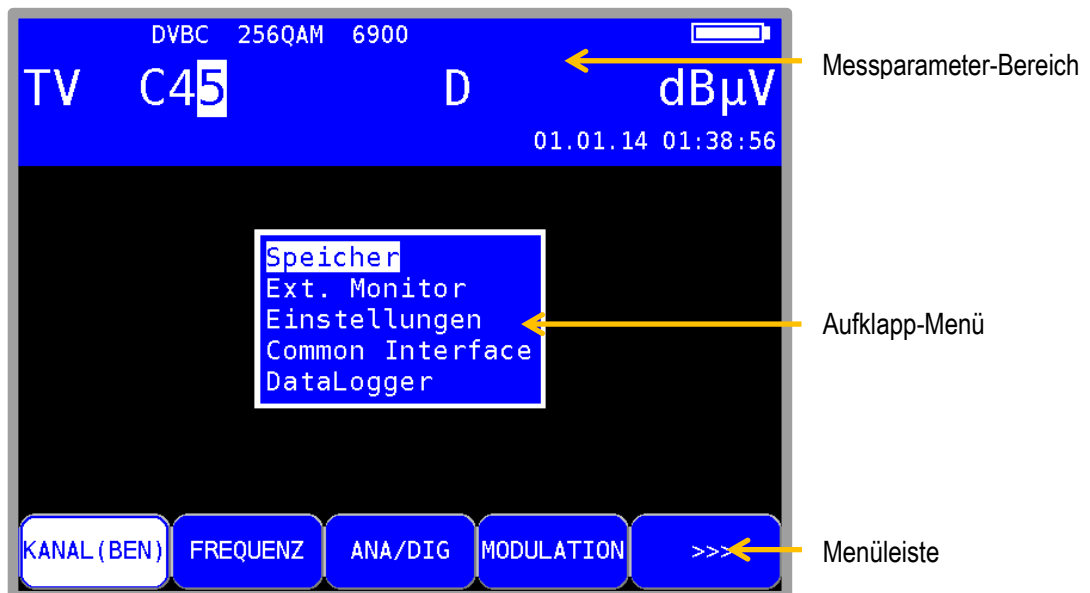 DVBC 256QAM 6900
TV C45 D dBµV
01.01.14 01:38:56
Messparameter-Bereich
Speicher
Ext. Monitor
Einstellungen
Common Interface
DataLogger
Aufklapp-Menü
KANAL(BEN) FREQUENZ ANA/DIG MODULATION >>>
Menüleiste